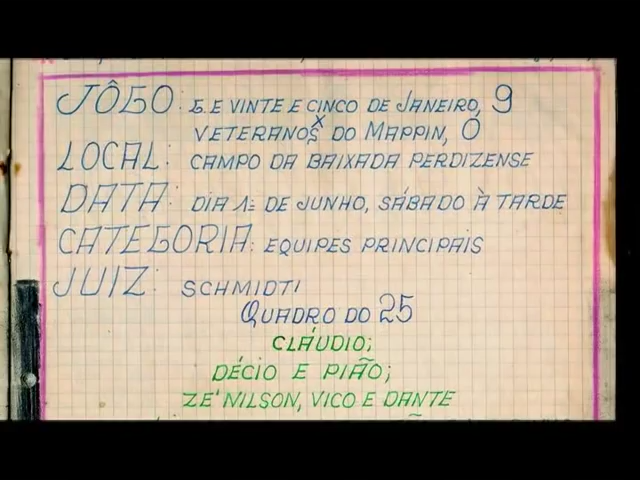 JÔGO: G.E VINTE E CINCO DE JANEIRO, 9
X
VETERANOS DO MAPPIN, 0
LOCAL: CAMPO DA BAIXADA PERDIZENSE
DATA: DIA 1º DE JUNHO, SÁBADO À TARDE
CATEGORIA: EQUIPES PRINCIPAIS
JUIZ: SCHMIDT
QUADRO DO 25
CLÁUDIO;
DÉCIO E PIÃO;
ZÉ NILSON, VICO E DANTE